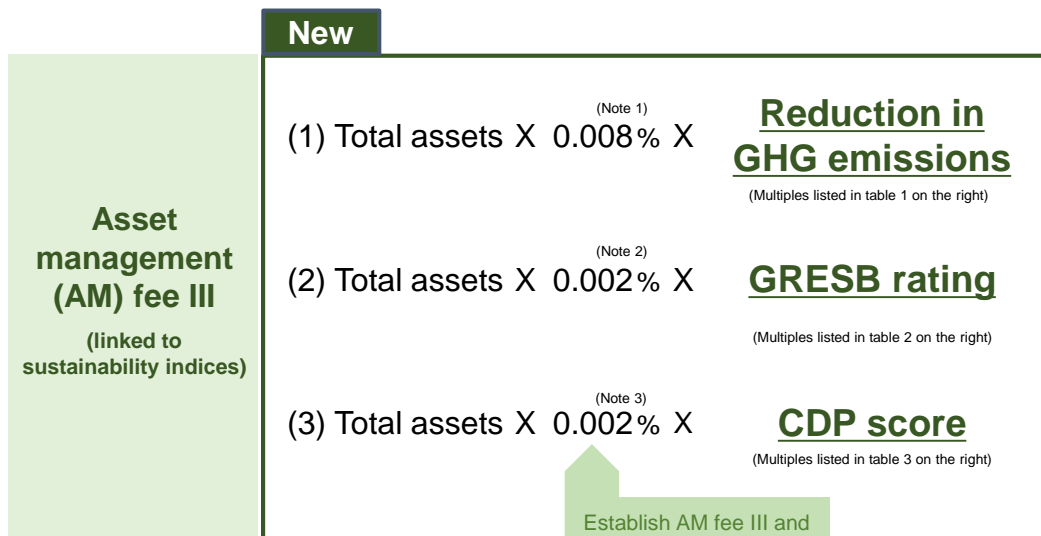 New
Asset
management
(AM) fee III
(linked to
sustainability indices)
(Note 1)
(1) Total assets X 0.008% X
Reduction in
GHG emissions
(Multiples listed in table 1 on the right)
(Note 2)
(2) Total assets X 0.002% X
GRESB rating
(Multiples listed in table 2 on the right)
(Note 3)
(3) Total assets X 0.002% X
CDP score
(Multiples listed in table 3 on the right)
Establish AM fee III and